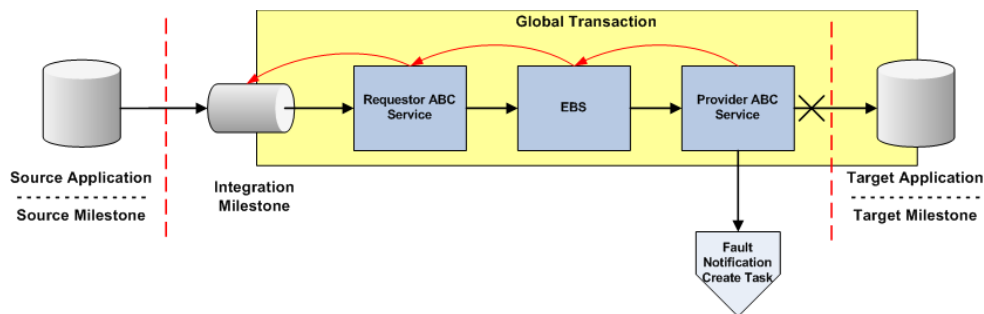 Global Transaction
Requestor ABC
Service
EBS
Provider ABC
Service
Source Application
Source Milestone
Integration
Milestone
Target Application
Target Milestone
Fault
Notification
Create Task